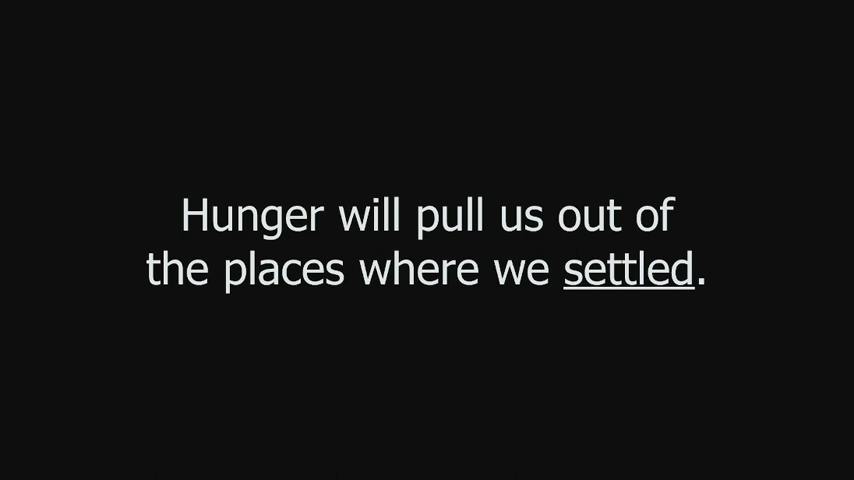 Hunger will pull us out of
the places where we settled.